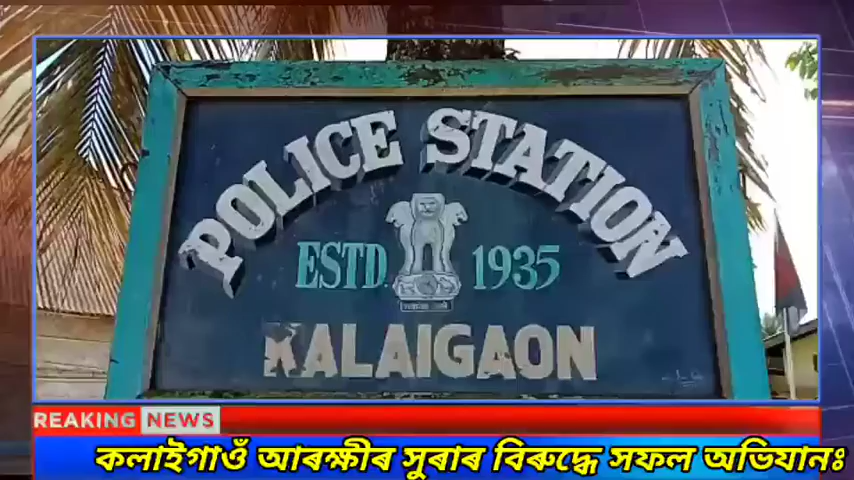 POLICE STATION
ESTD. 1935
KALAIGAON
REAKING NEWS
কলাইগাওঁ আৰক্ষীৰ সুৰাৰ বিৰুদ্ধে সফল অভিযানঃ